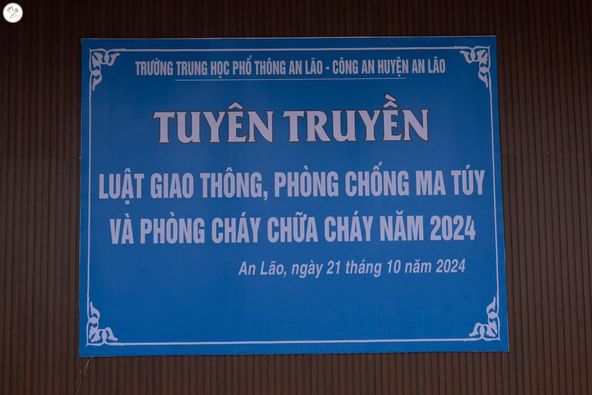 TRƯỜNG TRUNG HỌC PHỔ THÔNG AN LÃO - CÔNG AN HUYỆN AN LÃO
TUYÊN TRUYỀN
LUẬT GIAO THÔNG, PHÒNG CHỐNG MA TÚY
VÀ PHÒNG CHÁY CHỮA CHÁY NĂM 2024
An Lão, ngày 21 tháng 10 năm 2024